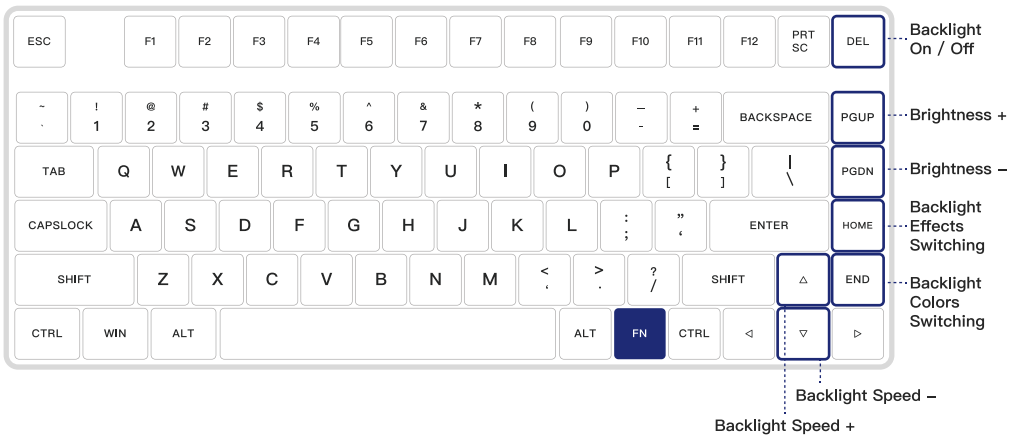 ESC F1 F2 F3 F4 F5 F6 F7 F8 F9 F10 F11 F12 PRT SC DEL
Backlight
On / Off
~ ! @ # $ % ^ & * ( ) — +
· 1 2 3 4 5 6 7 8 9 0 - = BACKSPACE PGUP
Brightness +
TAB Q W E R T Y U I O P { [ } ] | \ PGDN
Brightness –
CAPSLOCK A S D F G H J K L : ; ” ‘ ENTER HOME
Backlight
Effects
Switching
SHIFT Z X C V B N M < ‘ > . ? / SHIFT △ END
Backlight
Colors
Switching
CTRL WIN ALT ALT FN CTRL ◁ ▽ ▷
Backlight Speed –
Backlight Speed +